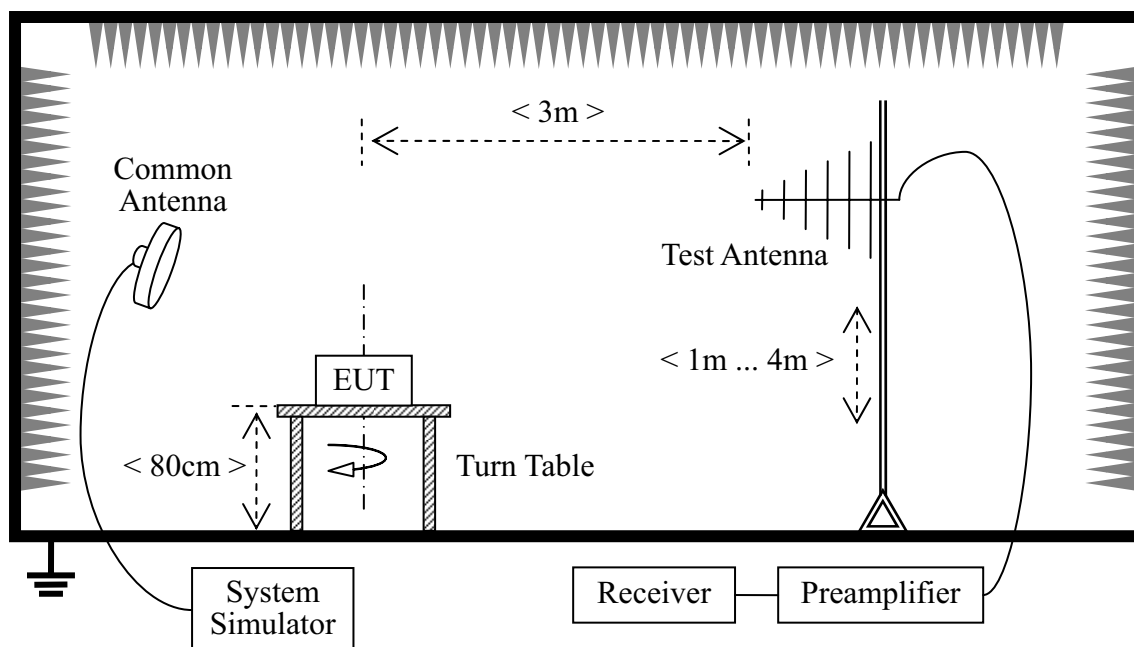 < 3m >
Common
Antenna
Test Antenna
< 1m ... 4m >
EUT
< 80cm >
Turn Table
System
Simulator
Receiver
Preamplifier